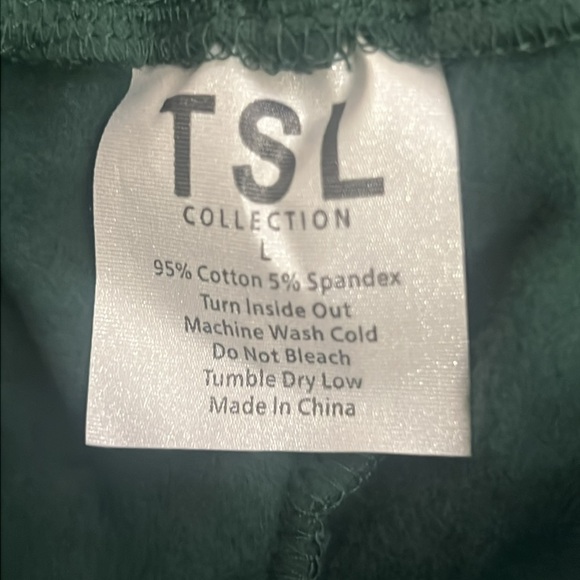 TSL
COLLECTION
L
95% Cotton 5% Spandex
Turn Inside Out
Machine Wash Cold
Do Not Bleach
Tumble Dry Low
Made In China